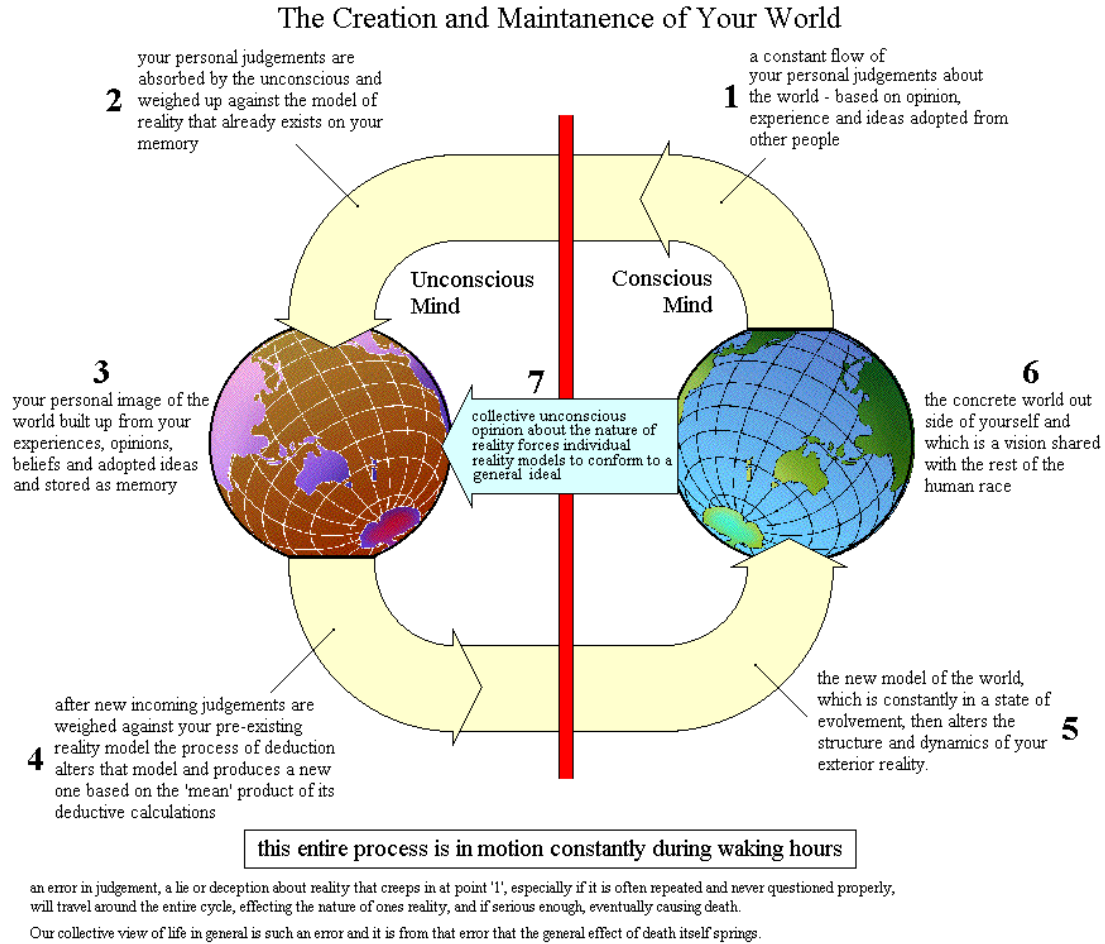 The Creation and Maintanence of Your World
1
a constant flow of
your personal judgements about
the world - based on opinion,
experience and ideas adopted from
other people
2
your personal judgements are
absorbed by the unconscious and
weighed up against the model of
reality that already exists on your
memory
Unconscious
Mind
Conscious
Mind
3
your personal image of the
world built up from your
experiences, opinions,
beliefs and adopted ideas
and stored as memory
7
collective unconscious
opinion about the nature of
reality forces individual
reality models to conform to a
general ideal
6
the concrete world out
side of yourself and
which is a vision shared
with the rest of the
human race
4
after new incoming judgements are
weighed against your pre-existing
reality model the process of deduction
alters that model and produces a new
one based on the 'mean' product of its
deductive calculations
5
the new model of the world,
which is constantly in a state of
evolvement, then alters the
structure and dynamics of your
exterior reality.
this entire process is in motion constantly during waking hours
an error in judgement, a lie or deception about reality that creeps in at point '1', especially if it is often repeated and never questioned properly,
will travel around the entire cycle, effecting the nature of ones reality, and if serious enough, eventually causing death.
Our collective view of life in general is such an error and it is from that error that the general effect of death itself springs.